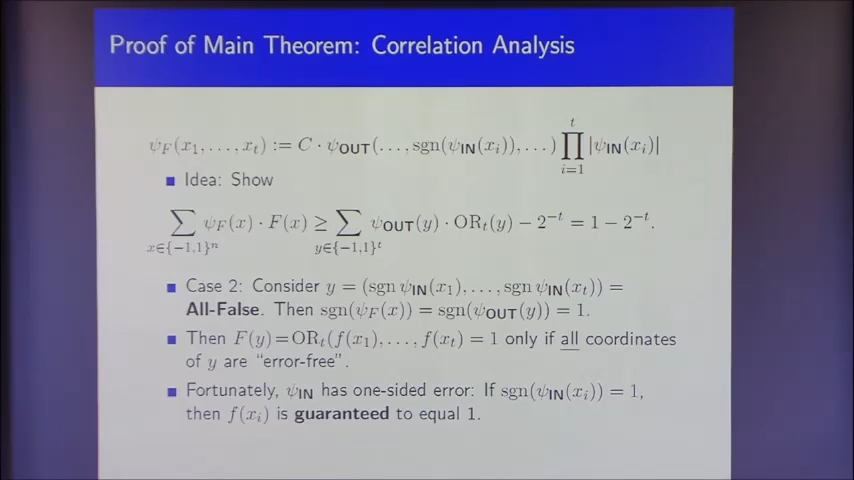 Proof of Main Theorem: Correlation Analysis
ψ_F(x_1, …, x_t) := C · ψ_OUT(…, sgn(ψ_IN(x_i)), …) ∏_{i=1}^{t} |ψ_IN(x_i)|
■ Idea: Show
∑_{x∈{-1,1}^n} ψ_F(x) · F(x) ≥ ∑_{y∈{-1,1}^t} ψ_OUT(y) · OR_t(y) − 2^{-t} = 1 − 2^{-t}.
■ Case 2: Consider y = (sgn ψ_IN(x_1), …, sgn ψ_IN(x_t)) =
All-False. Then sgn(ψ_F(x)) = sgn(ψ_OUT(y)) = 1.
■ Then F(y)=OR_t(f(x_1), …, f(x_t) = 1 only if all coordinates
of y are “error-free”.
■ Fortunately, ψ_IN has one-sided error: If sgn(ψ_IN(x_i)) = 1,
then f(x_i) is guaranteed to equal 1.